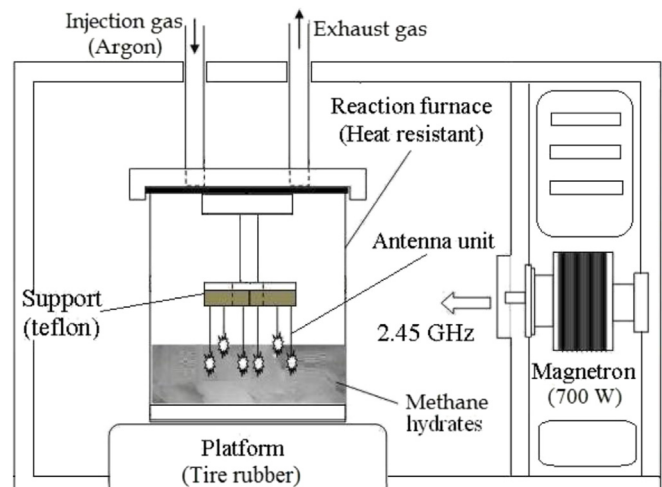 Injection gas
(Argon)
Exhaust gas
Reaction furnace
(Heat resistant)
Antenna unit
Support
(teflon)
2.45 GHz
Magnetron
(700 W)
Methane
hydrates
Platform
(Tire rubber)